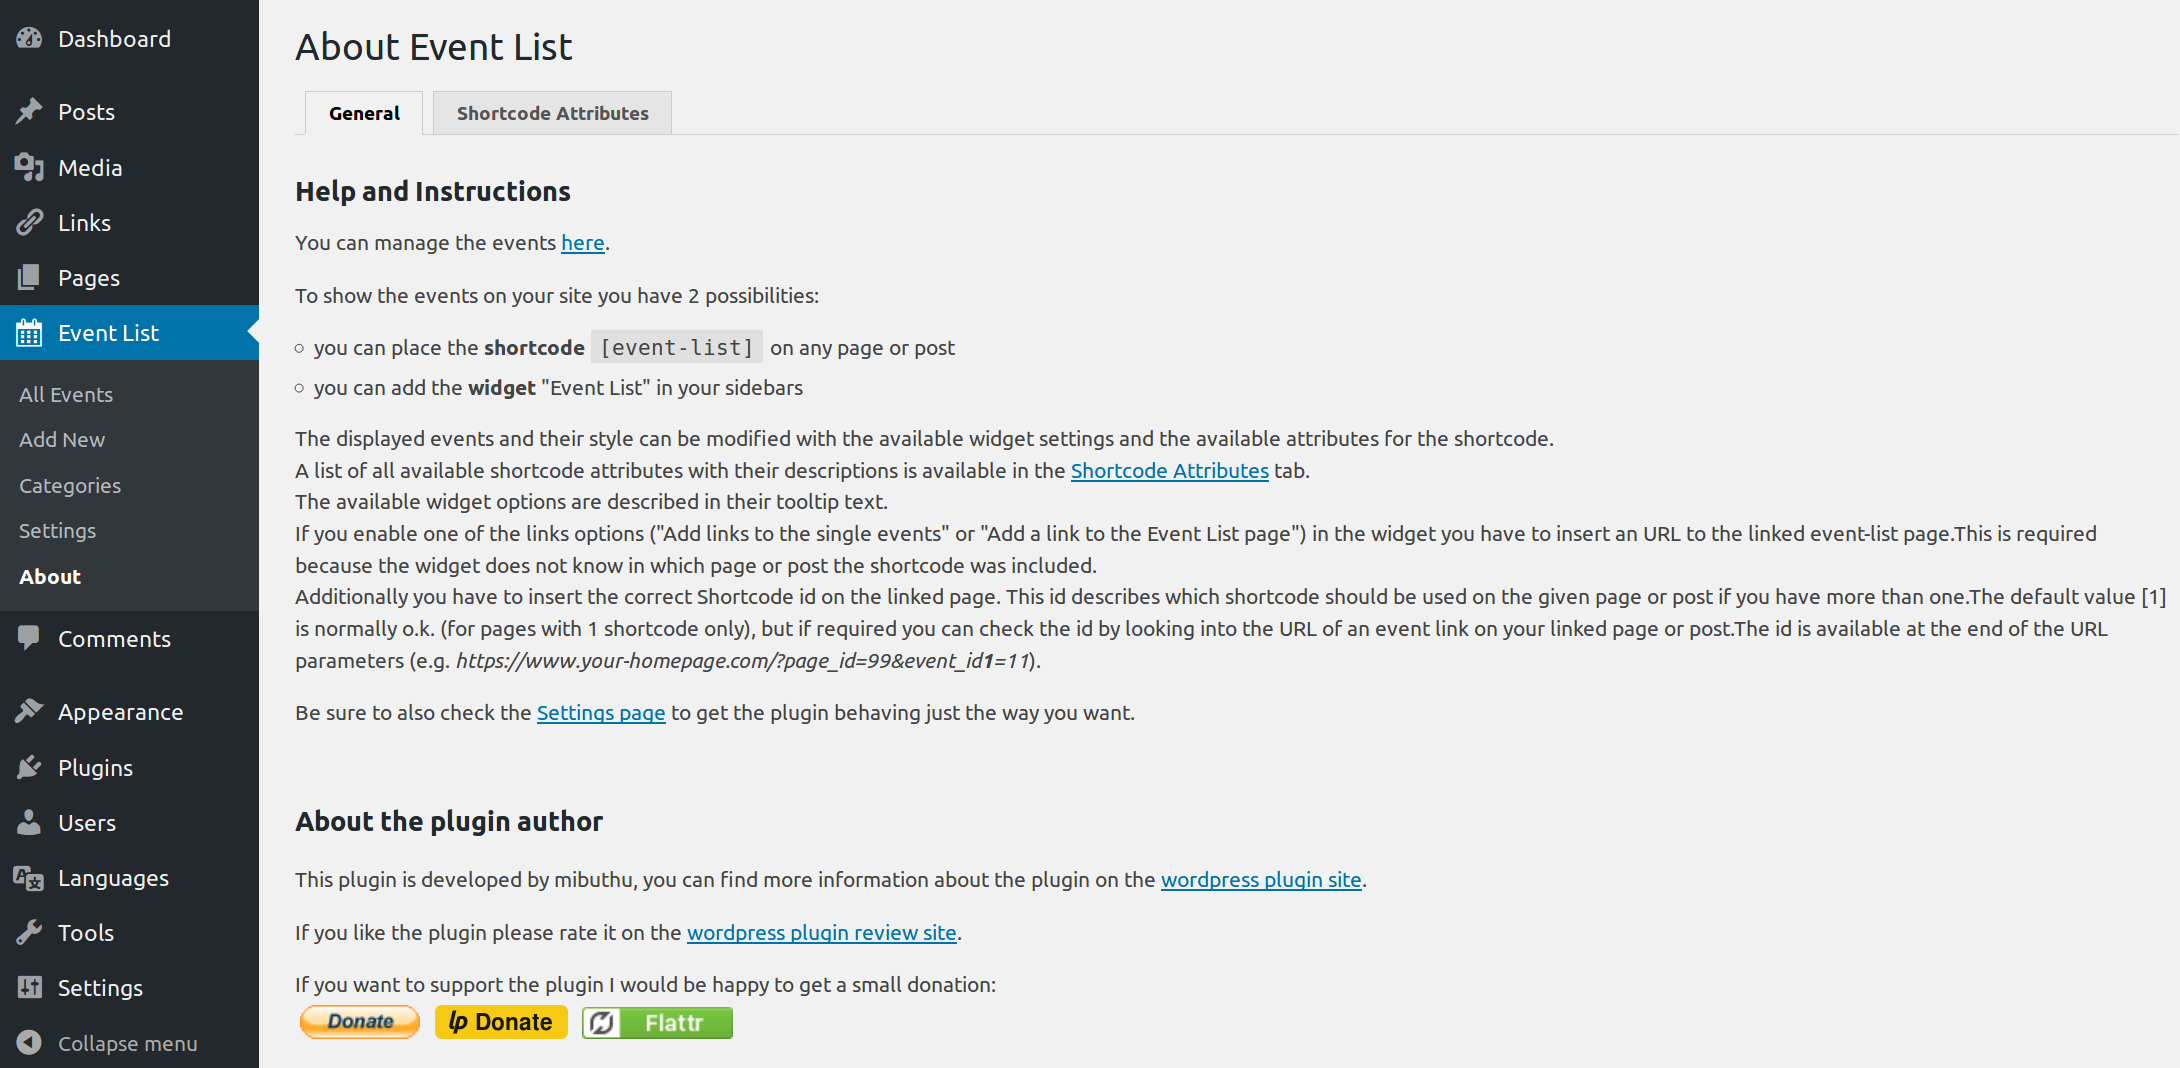 Dashboard
Posts
Media
Links
Pages
Event List
All Events
Add New
Categories
Settings
About
Comments
Appearance
Plugins
Users
Languages
Tools
Settings
Collapse menu
About Event List
General
Shortcode Attributes
Help and Instructions
You can manage the events here.
To show the events on your site you have 2 possibilities:
you can place the shortcode [event-list] on any page or post
you can add the widget "Event List" in your sidebars
The displayed events and their style can be modified with the available widget settings and the available attributes for the shortcode.
A list of all available shortcode attributes with their descriptions is available in the Shortcode Attributes tab.
The available widget options are described in their tooltip text.
If you enable one of the links options ("Add links to the single events" or "Add a link to the Event List page") in the widget you have to insert an URL to the linked event-list page.This is required
because the widget does not know in which page or post the shortcode was included.
Additionally you have to insert the correct Shortcode id on the linked page. This id describes which shortcode should be used on the given page or post if you have more than one.The default value [1]
is normally o.k. (for pages with 1 shortcode only), but if required you can check the id by looking into the URL of an event link on your linked page or post.The id is available at the end of the URL
parameters (e.g. https://www.your-homepage.com/?page_id=99&event_id1=11).
Be sure to also check the Settings page to get the plugin behaving just the way you want.
About the plugin author
This plugin is developed by mibuthu, you can find more information about the plugin on the wordpress plugin site.
If you like the plugin please rate it on the wordpress plugin review site.
If you want to support the plugin I would be happy to get a small donation:
Donate
lp Donate
Flattr